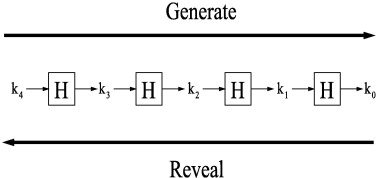 Generate
k₄ H k₃ H k₂ H k₁ H k₀
Reveal